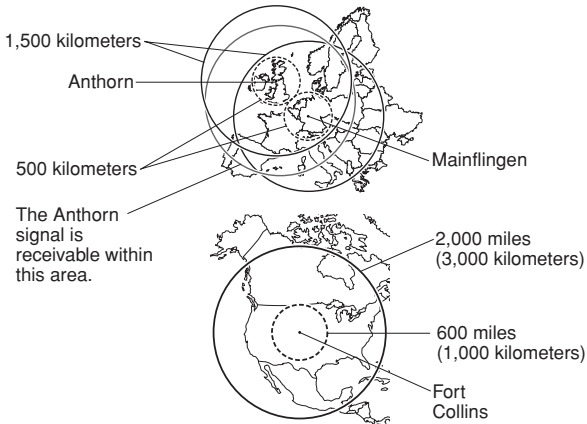 1,500 kilometers
Anthorn
500 kilometers
Mainflingen
The Anthorn
signal is
receivable within
this area.
2,000 miles
(3,000 kilometers)
600 miles
(1,000 kilometers)
Fort
Collins